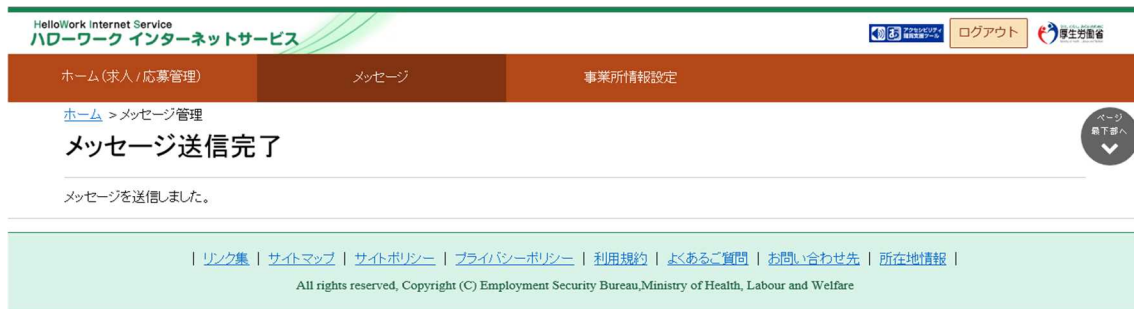 HelloWork Internet Service
ハローワーク インターネットサービス
アクセシビリティ
閲覧支援ツール
ログアウト
厚生労働省
ホーム（求人/応募管理）
メッセージ
事業所情報設定
ホーム >メッセージ管理
ページ
最下部へ
メッセージ送信完了
メッセージを送信しました。
| リンク集 | サイトマップ | サイトポリシー | プライバシーポリシー | 利用規約 | よくあるご質問 | お問い合わせ先 | 所在地情報 |
All rights reserved, Copyright (C) Employment Security Bureau,Ministry of Health, Labour and Welfare